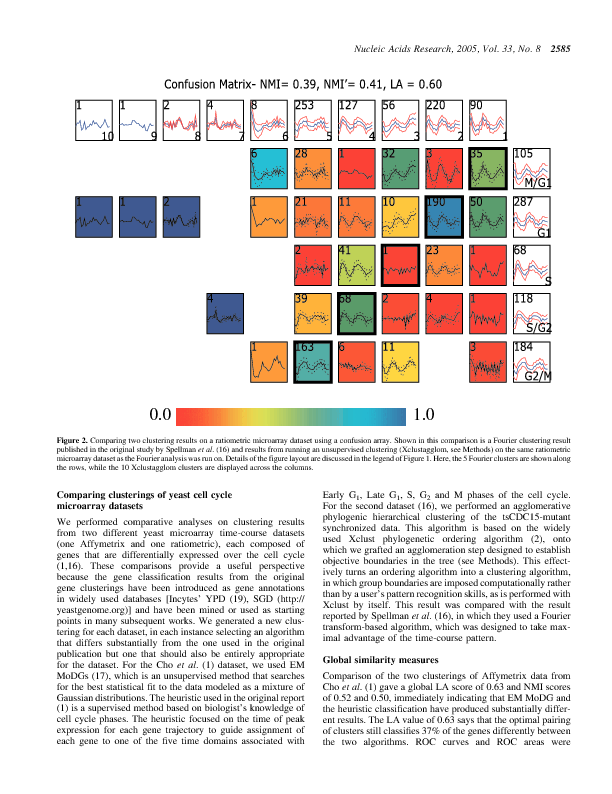 Nucleic Acids Research, 2005, Vol. 33, No. 8 2585
Confusion Matrix- NMI= 0.39, NMI'= 0.41, LA = 0.60
1 1 2 4 8 253 127 56 220 90
10 9 8 7 6 5 4 3 2 1
6 28 1 32 3 35 105
M/G1
1 1 2 1 21 11 10 190 50 287
G1
2 41 1 23 1 68
S
4 39 68 2 4 1 118
S/G2
1 163 6 11 3 184
G2/M
0.0 1.0
Figure 2. Comparing two clustering results on a ratiometric microarray dataset using a confusion array. Shown in this comparison is a Fourier clustering result
published in the original study by Spellman et al. (16) and results from running an unsupervised clustering (Xclustagglom, see Methods) on the same ratiometric
microarray dataset as the Fourier analysis was run on. Details of the figure layout are discussed in the legend of Figure 1. Here, the 5 Fourier clusters are shown along
the rows, while the 10 Xclustagglom clusters are displayed across the columns.
Comparing clusterings of yeast cell cycle
microarray datasets
We performed comparative analyses on clustering results
from two different yeast microarray time-course datasets
(one Affymetrix and one ratiometric), each composed of
genes that are differentially expressed over the cell cycle
(1,16). These comparisons provide a useful perspective
because the gene classification results from the original
gene clusterings have been introduced as gene annotations
in widely used databases [Incytes' YPD (19), SGD (http://
yeastgenome.org)] and have been mined or used as starting
points in many subsequent works. We generated a new clus-
tering for each dataset, in each instance selecting an algorithm
that differs substantially from the one used in the original
publication but one that should also be entirely appropriate
for the dataset. For the Cho et al. (1) dataset, we used EM
MoDGs (17), which is an unsupervised method that searches
for the best statistical fit to the data modeled as a mixture of
Gaussian distributions. The heuristic used in the original report
(1) is a supervised method based on biologist's knowledge of
cell cycle phases. The heuristic focused on the time of peak
expression for each gene trajectory to guide assignment of
each gene to one of the five time domains associated with
Early G1, Late G1, S, G2 and M phases of the cell cycle.
For the second dataset (16), we performed an agglomerative
phylogenic hierarchical clustering of the tsCDC15-mutant
synchronized data. This algorithm is based on the widely
used Xclust phylogenetic ordering algorithm (2), onto
which we grafted an agglomeration step designed to establish
objective boundaries in the tree (see Methods). This effect-
ively turns an ordering algorithm into a clustering algorithm,
in which group boundaries are imposed computationally rather
than by a user's pattern recognition skills, as is performed with
Xclust by itself. This result was compared with the result
reported by Spellman et al. (16), in which they used a Fourier
transform-based algorithm, which was designed to take max-
imal advantage of the time-course pattern.
Global similarity measures
Comparison of the two clusterings of Affymetrix data from
Cho et al. (1) gave a global LA score of 0.63 and NMI scores
of 0.52 and 0.50, immediately indicating that EM MoDG and
the heuristic classification have produced substantially differ-
ent results. The LA value of 0.63 says that the optimal pairing
of clusters still classifies 37% of the genes differently between
the two algorithms. ROC curves and ROC areas were